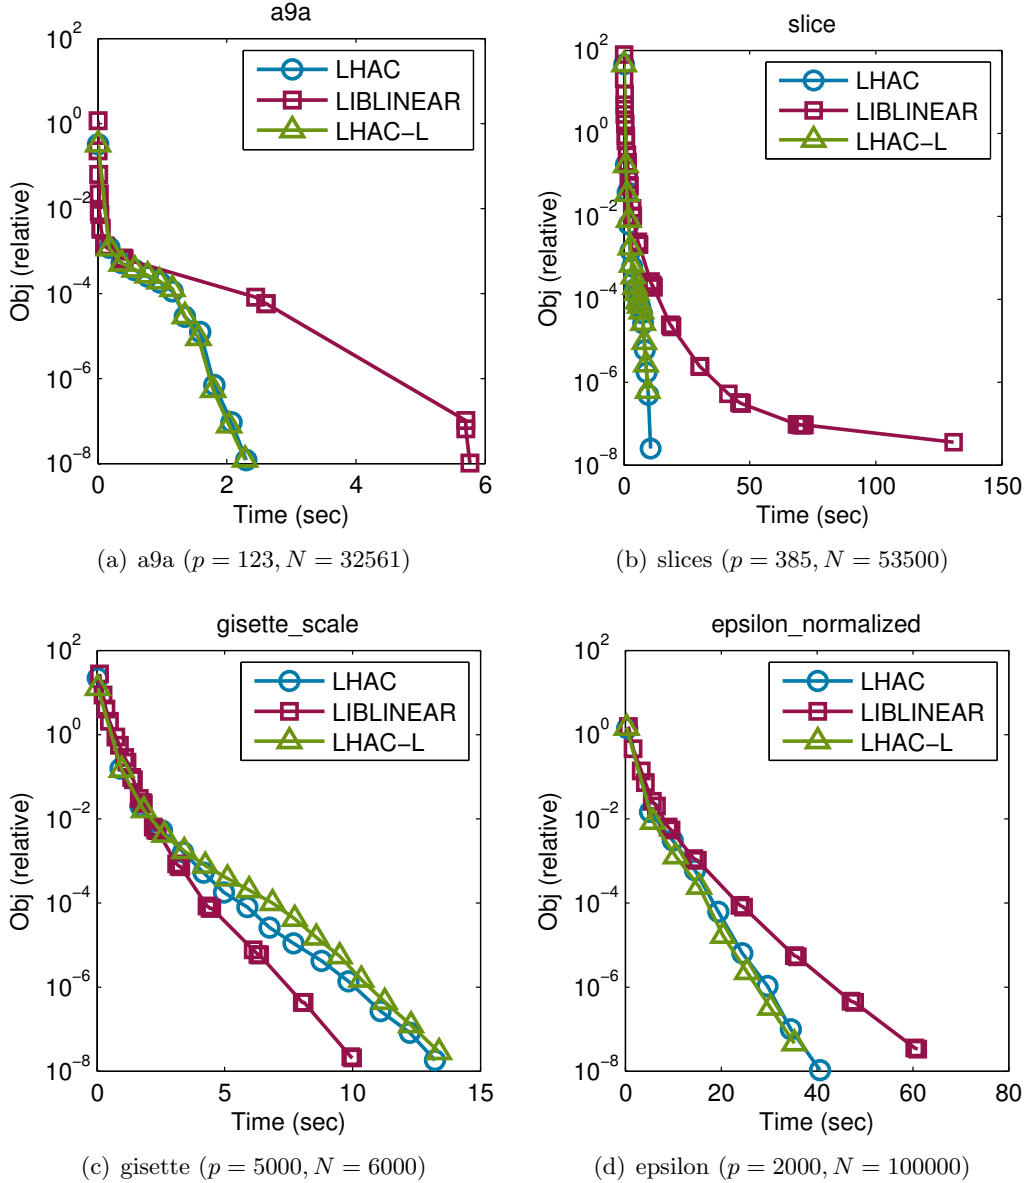 a9a
10^2
10^0
10^−2
10^−4
10^−6
10^−8
Obj (relative)
LHAC
LIBLINEAR
LHAC−L
0 2 4 6
Time (sec)
(a) a9a (p = 123, N = 32561)
slice
10^2
10^0
10^−2
10^−4
10^−6
10^−8
Obj (relative)
LHAC
LIBLINEAR
LHAC−L
0 50 100 150
Time (sec)
(b) slices (p = 385, N = 53500)
gisette_scale
10^2
10^0
10^−2
10^−4
10^−6
10^−8
Obj (relative)
LHAC
LIBLINEAR
LHAC−L
0 5 10 15
Time (sec)
(c) gisette (p = 5000, N = 6000)
epsilon_normalized
10^2
10^0
10^−2
10^−4
10^−6
10^−8
Obj (relative)
LHAC
LIBLINEAR
LHAC−L
0 20 40 60 80
Time (sec)
(d) epsilon (p = 2000, N = 100000)